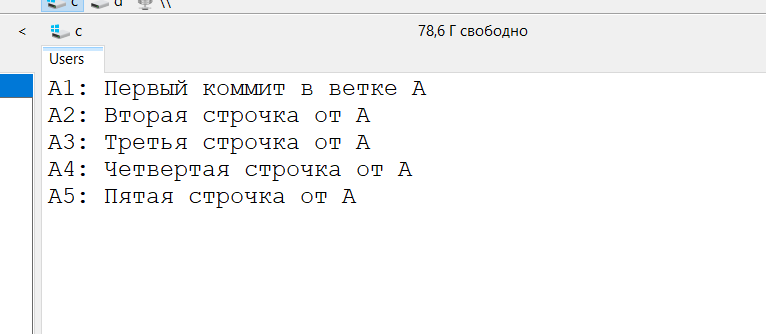 c d \\
< c 78,6 Г свободно
Users
A1: Первый коммит в ветке A
A2: Вторая строчка от A
A3: Третья строчка от A
A4: Четвертая строчка от A
A5: Пятая строчка от A